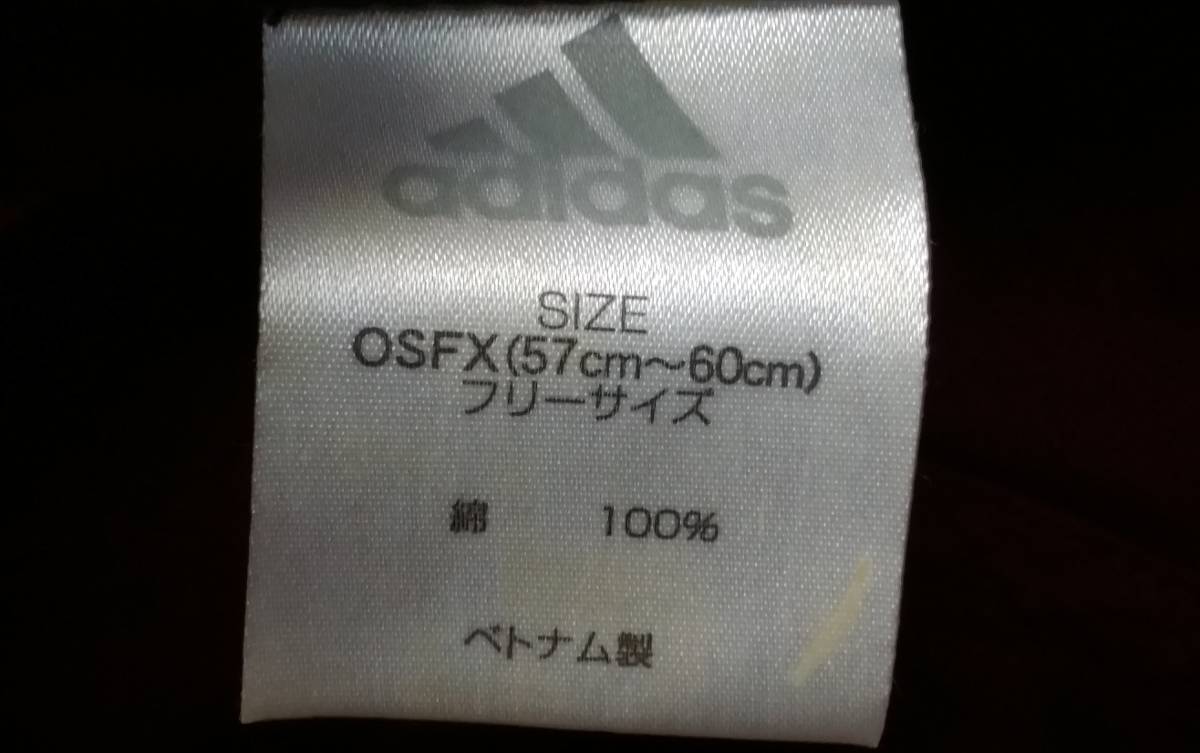 adidas
SIZE
OSFX(57cm〜60cm)
フリーサイズ
綿 100%
ベトナム製